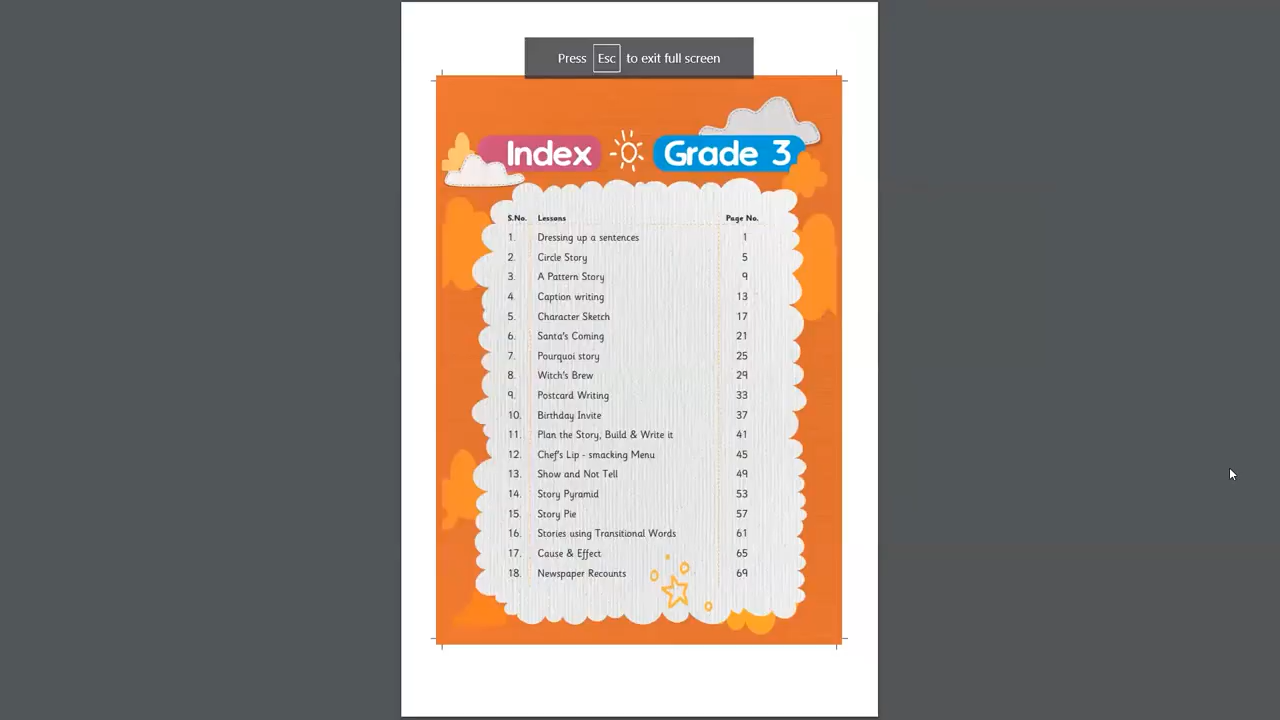 Press Esc to exit full screen
Index Grade 3
S.No. Lessons Page No.
1. Dressing up a sentences 1
2. Circle Story 5
3. A Pattern Story 9
4. Caption writing 13
5. Character Sketch 17
6. Santa's Coming 21
7. Pourquoi story 25
8. Witch's Brew 29
9. Postcard Writing 33
10. Birthday Invite 37
11. Plan the Story, Build & Write it 41
12. Chef's Lip - smacking Menu 45
13. Show and Not Tell 49
14. Story Pyramid 53
15. Story Pie 57
16. Stories using Transitional Words 61
17. Cause & Effect 65
18. Newspaper Recounts 69